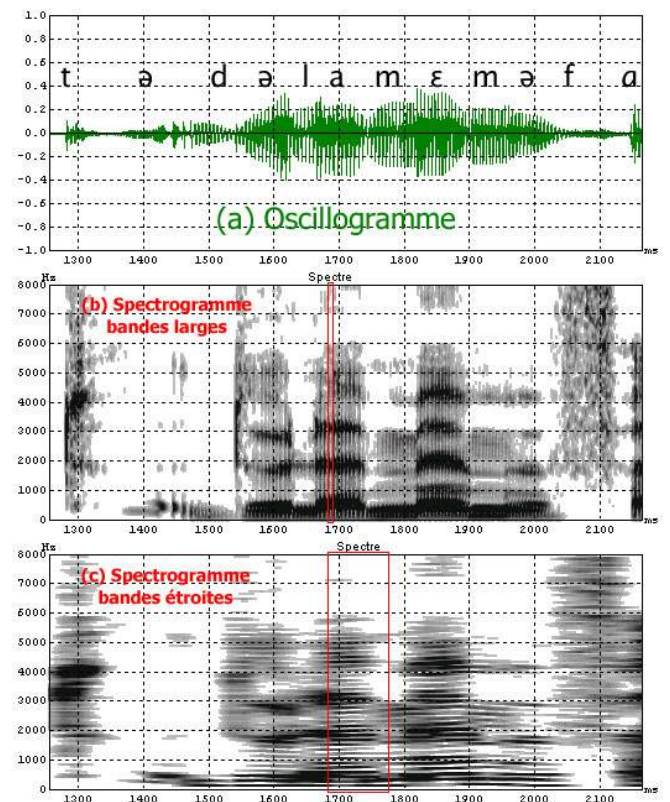 1.0
0.8
0.6
0.4
0.2
0.0
-0.2
-0.4
-0.6
-0.8
-1.0
t ə d ə l a m ɛ m ə f ɑ
(a) Oscillogramme
1300 1400 1500 1600 1700 1800 1900 2000 2100 ms
Hz Spectre
8000
7000
6000
5000
4000
3000
2000
1000
0
(b) Spectrogramme
bandes larges
1300 1400 1500 1600 1700 1800 1900 2000 2100 ms
Hz Spectre
8000
7000
6000
5000
4000
3000
2000
1000
0
(c) Spectrogramme
bandes étroites
1300 1400 1500 1600 1700 1800 1900 2000 2100 ms